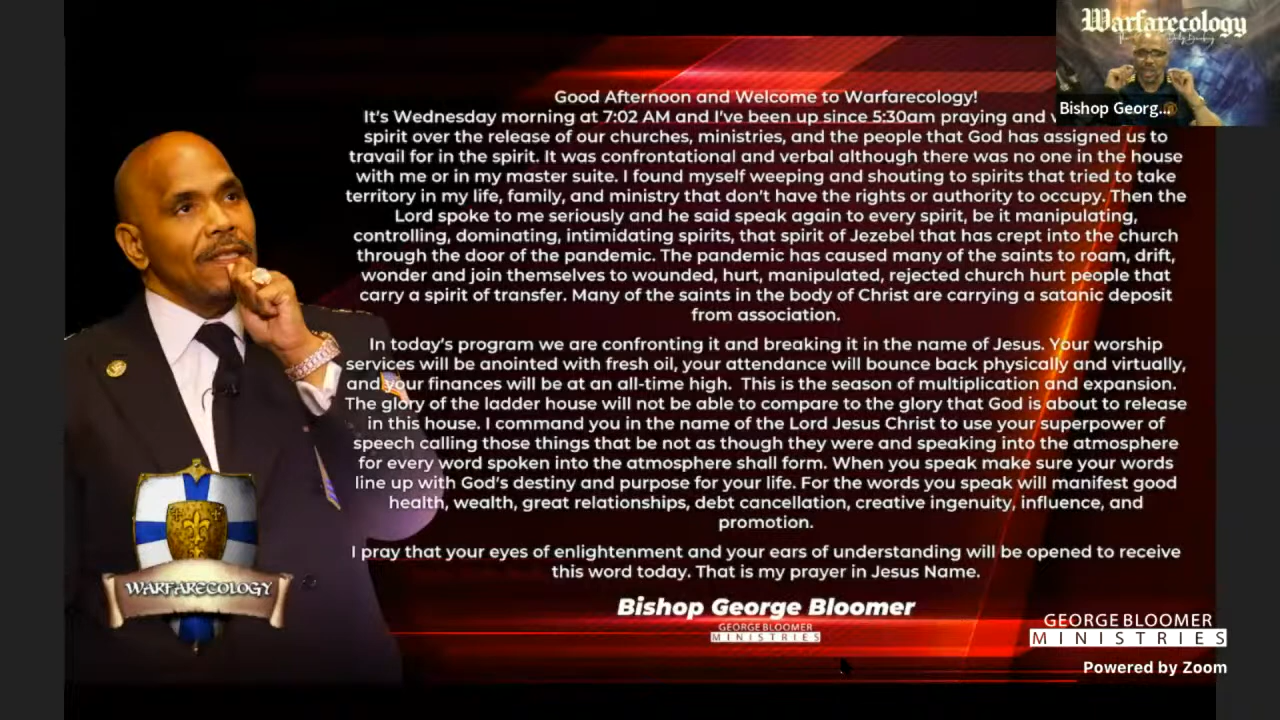 Warfarecology
Bishop Georg...
Good Afternoon and Welcome to Warfarecology!
It's Wednesday morning at 7:02 AM and I've been up since 5:30am praying and
spirit over the release of our churches, ministries, and the people that God has assigned us to
travail for in the spirit. It was confrontational and verbal although there was no one in the house
with me or in my master suite. I found myself weeping and shouting to spirits that tried to take
territory in my life, family, and ministry that don't have the rights or authority to occupy. Then the
Lord spoke to me seriously and he said speak again to every spirit, be it manipulating,
controlling, dominating, intimidating spirits, that spirit of Jezebel that has crept into the church
through the door of the pandemic. The pandemic has caused many of the saints to roam, drift,
wonder and join themselves to wounded, hurt, manipulated, rejected church hurt people that
carry a spirit of transfer. Many of the saints in the body of Christ are carrying a satanic deposit
from association.
In today's program we are confronting it and breaking it in the name of Jesus. Your worship
services will be anointed with fresh oil, your attendance will bounce back physically and virtually,
and your finances will be at an all-time high. This is the season of multiplication and expansion.
The glory of the ladder house will not be able to compare to the glory that God is about to release
in this house. I command you in the name of the Lord Jesus Christ to use your superpower of
speech calling those things that be not as though they were and speaking into the atmosphere
for every word spoken into the atmosphere shall form. When you speak make sure your words
line up with God's destiny and purpose for your life. For the words you speak will manifest good
health, wealth, great relationships, debt cancellation, creative ingenuity, influence, and
promotion.
I pray that your eyes of enlightenment and your ears of understanding will be opened to receive
this word today. That is my prayer in Jesus Name.
Bishop George Bloomer
GEORGE BLOOMER
MINISTRIES
WARFARECOLOGY
GEORGE BLOOMER
MINISTRIES
Powered by Zoom